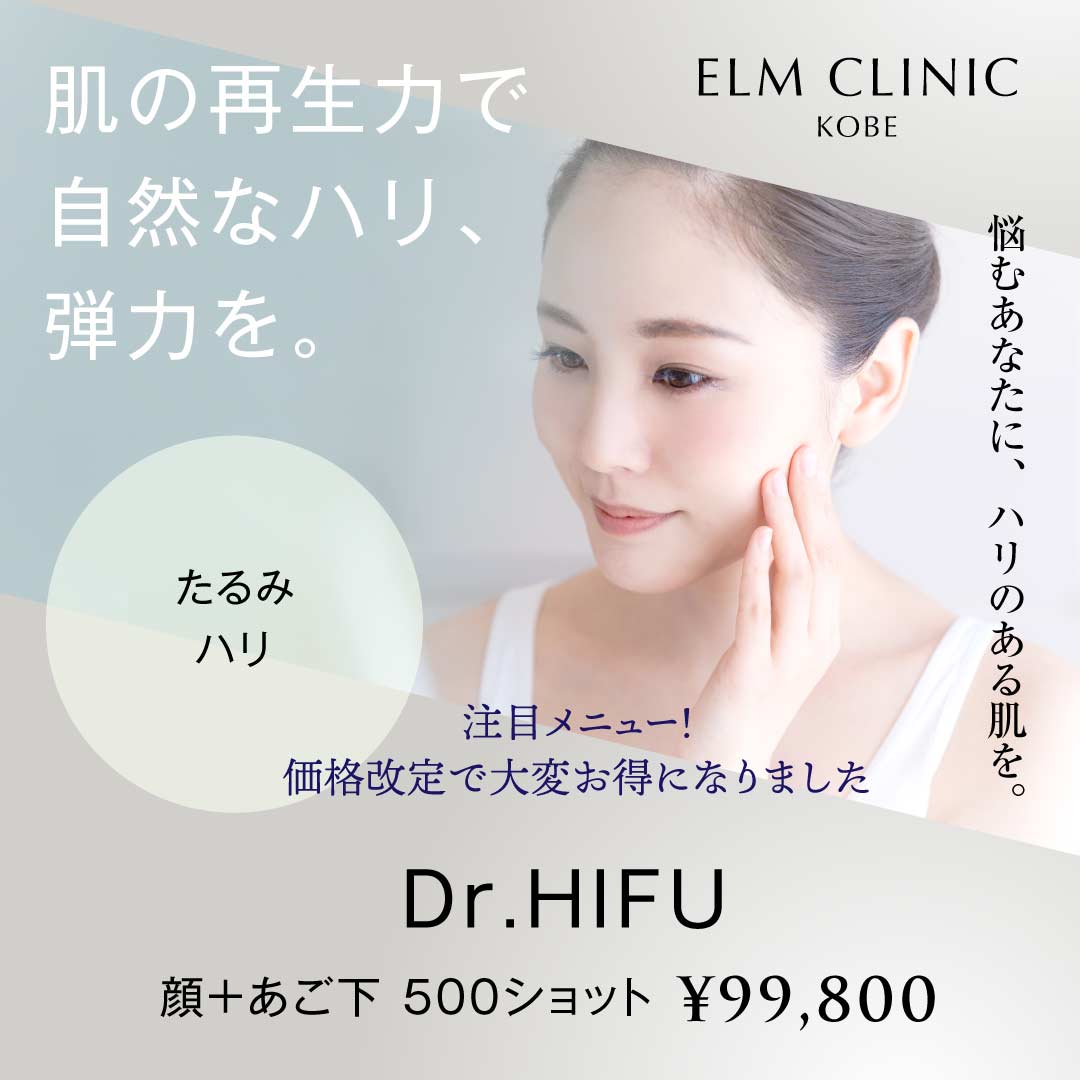 肌の再生力で
自然なハリ、
弾力を。
ELM CLINIC
KOBE
悩むあなたに、ハリのある肌を。
たるみ
ハリ
注目メニュー!
価格改定で大変お得になりました
Dr.HIFU
顔+あご下 500ショット ¥99,800